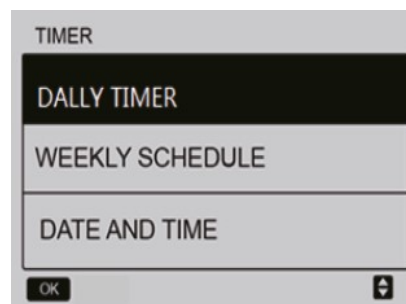 TIMER
DALLY TIMER
WEEKLY SCHEDULE
DATE AND TIME
OK